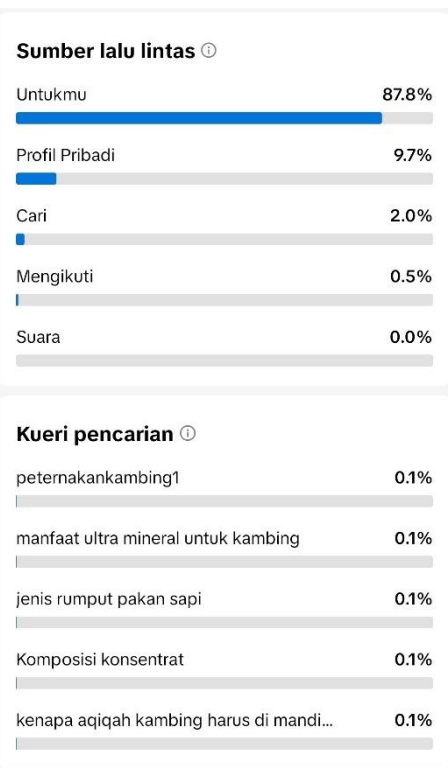 Sumber lalu lintas
Untukmu 87.8%
Profil Pribadi 9.7%
Cari 2.0%
Mengikuti 0.5%
Suara 0.0%
Kueri pencarian
peternakankambing1 0.1%
manfaat ultra mineral untuk kambing 0.1%
jenis rumput pakan sapi 0.1%
Komposisi konsentrat 0.1%
kenapa aqiqah kambing harus di mandi... 0.1%